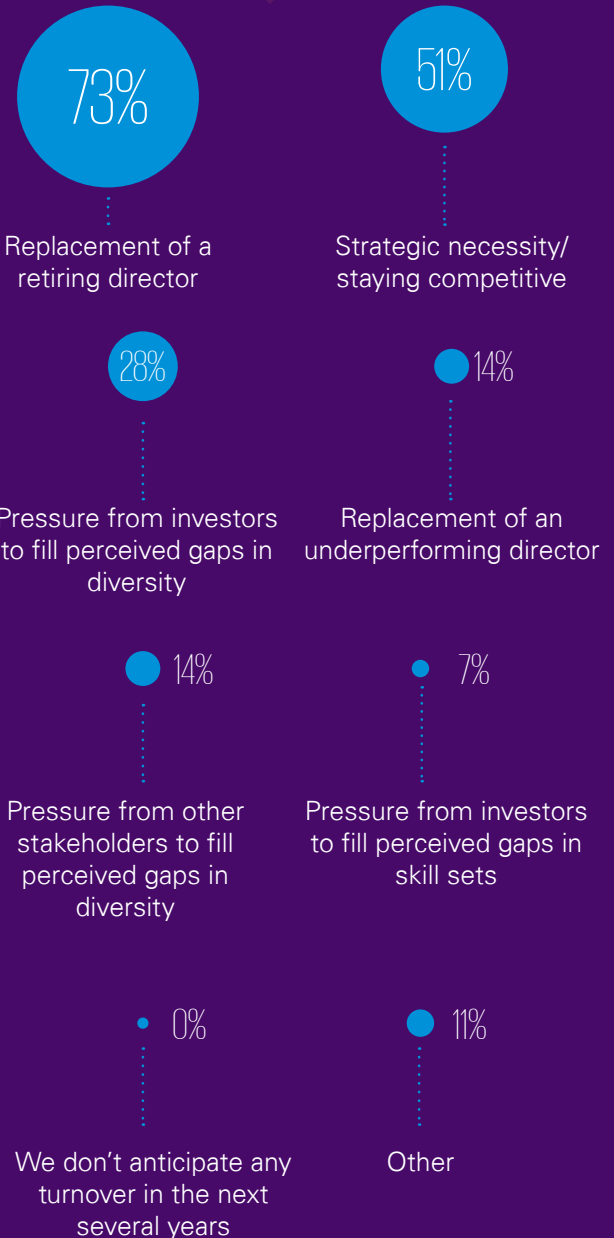 73%
Replacement of a
retiring director
51%
Strategic necessity/
staying competitive
28%
Pressure from investors
to fill perceived gaps in
diversity
14%
Replacement of an
underperforming director
14%
Pressure from other
stakeholders to fill
perceived gaps in
diversity
7%
Pressure from investors
to fill perceived gaps in
skill sets
0%
We don’t anticipate any
turnover in the next
several years
11%
Other